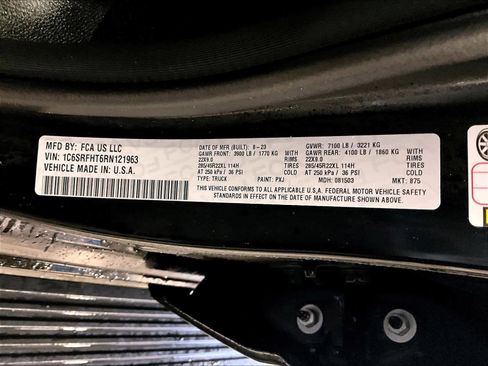 MFD BY: FCA US LLC
VIN: 1C6SRFHT6RN121963
VEHICLE MADE IN: U.S.A.
DATE OF MFR (BUILT): 8-23
GAWR FRONT: 3900 LB / 1770 KG WITH
22X9.0 RIMS
285/45R22XL 114H TIRES
AT 250 kPa / 36 PSI COLD
TYPE: TRUCK PAINT: PXJ
GVWR: 7100 LB / 3221 KG
GAWR REAR: 4100 LB / 1860 KG WITH
22X9.0 RIMS
285/45R22XL 114H TIRES
AT 250 kPa / 36 PSI COLD
MDH: 081503 MKT: 875
THIS VEHICLE CONFORMS TO ALL APPLICABLE U.S.A. FEDERAL MOTOR VEHICLE SAFETY
STANDARDS IN EFFECT ON THE DATE OF MANUFACTURE SHOWN ABOVE.